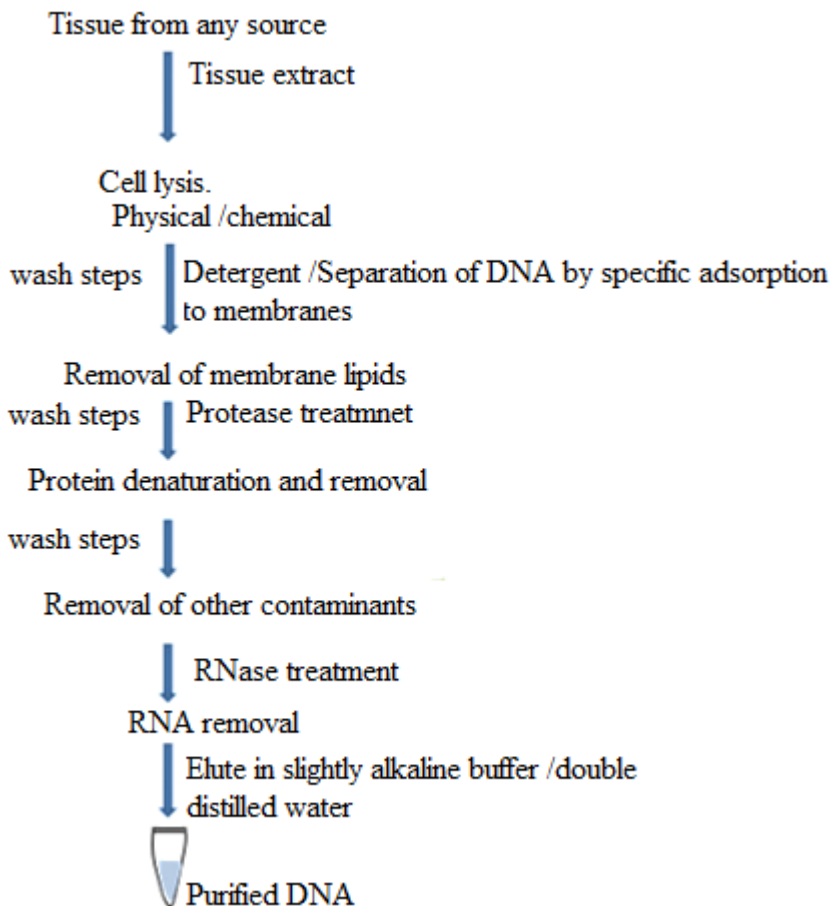 Tissue from any source
Tissue extract
Cell lysis.
Physical /chemical
wash steps
Detergent /Separation of DNA by specific adsorption
to membranes
Removal of membrane lipids
wash steps
Protease treatmnet
Protein denaturation and removal
wash steps
Removal of other contaminants
RNase treatment
RNA removal
Elute in slightly alkaline buffer /double
distilled water
Purified DNA